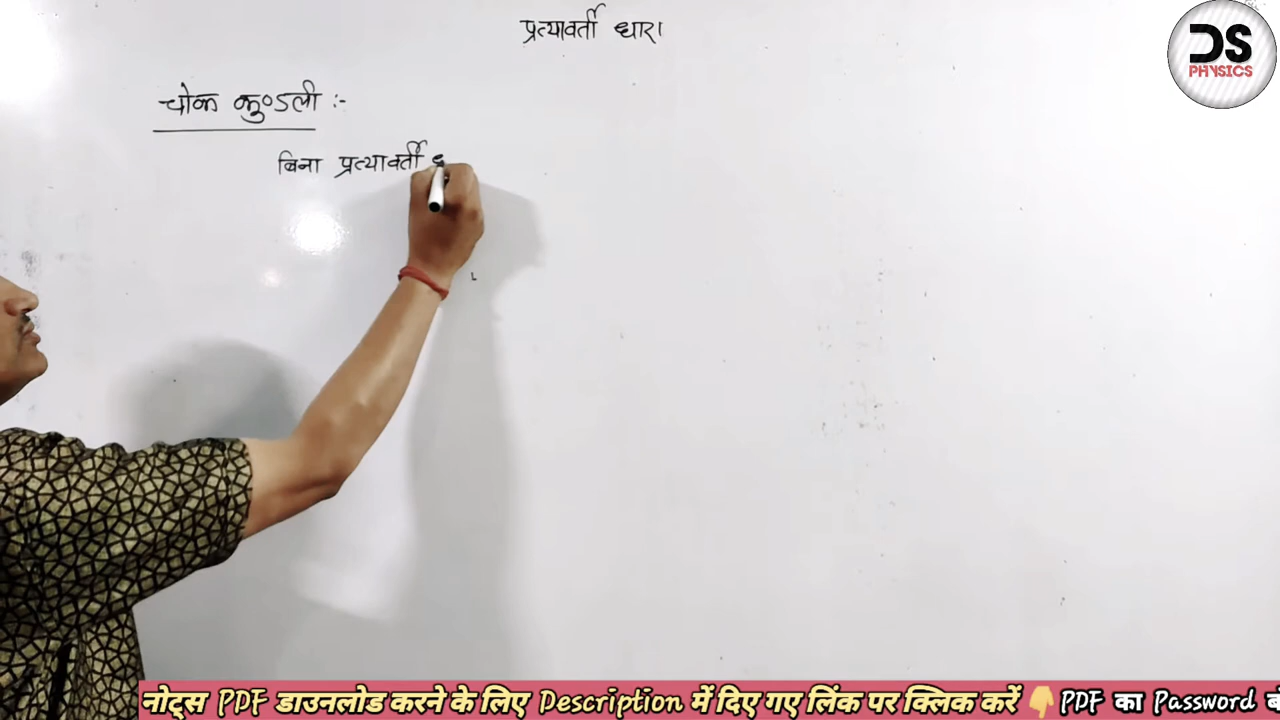 प्रत्यावर्ती धारा
DS
PHYSICS
चोक कुण्डली :-
बिना प्रत्यावर्ती
नोट्स PDF डाउनलोड करने के लिए Description में दिए गए लिंक पर क्लिक करें 👇 PDF का Password